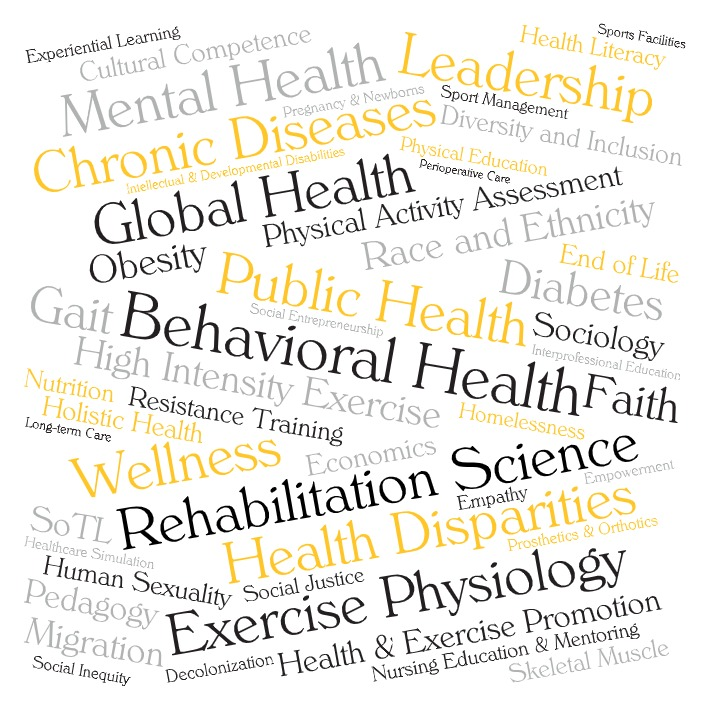 Experiential Learning
Sports Facilities
Health Literacy
Cultural Competence
Leadership
Mental Health
Pregnancy & Newborns
Sport Management
Chronic Diseases
Diversity and Inclusion
Intellectual & Developmental Disabilities
Physical Education
Perioperative Care
Global Health
Physical Activity Assessment
Race and Ethnicity
Obesity
End of Life
Public Health
Diabetes
Gait
Social Entrepreneurship
Behavioral Health
Sociology
Interprofessional Education
High Intensity Exercise
Faith
Nutrition
Resistance Training
Holistic Health
Homelessness
Long-term Care
Wellness
Economics
Rehabilitation Science
Empowerment
Empathy
SoTL
Health Disparities
Prosthetics & Orthotics
Healthcare Simulation
Human Sexuality
Social Justice
Pedagogy
Exercise Physiology
Migration
Health & Exercise Promotion
Social Inequity
Decolonization
Nursing Education & Mentoring
Skeletal Muscle